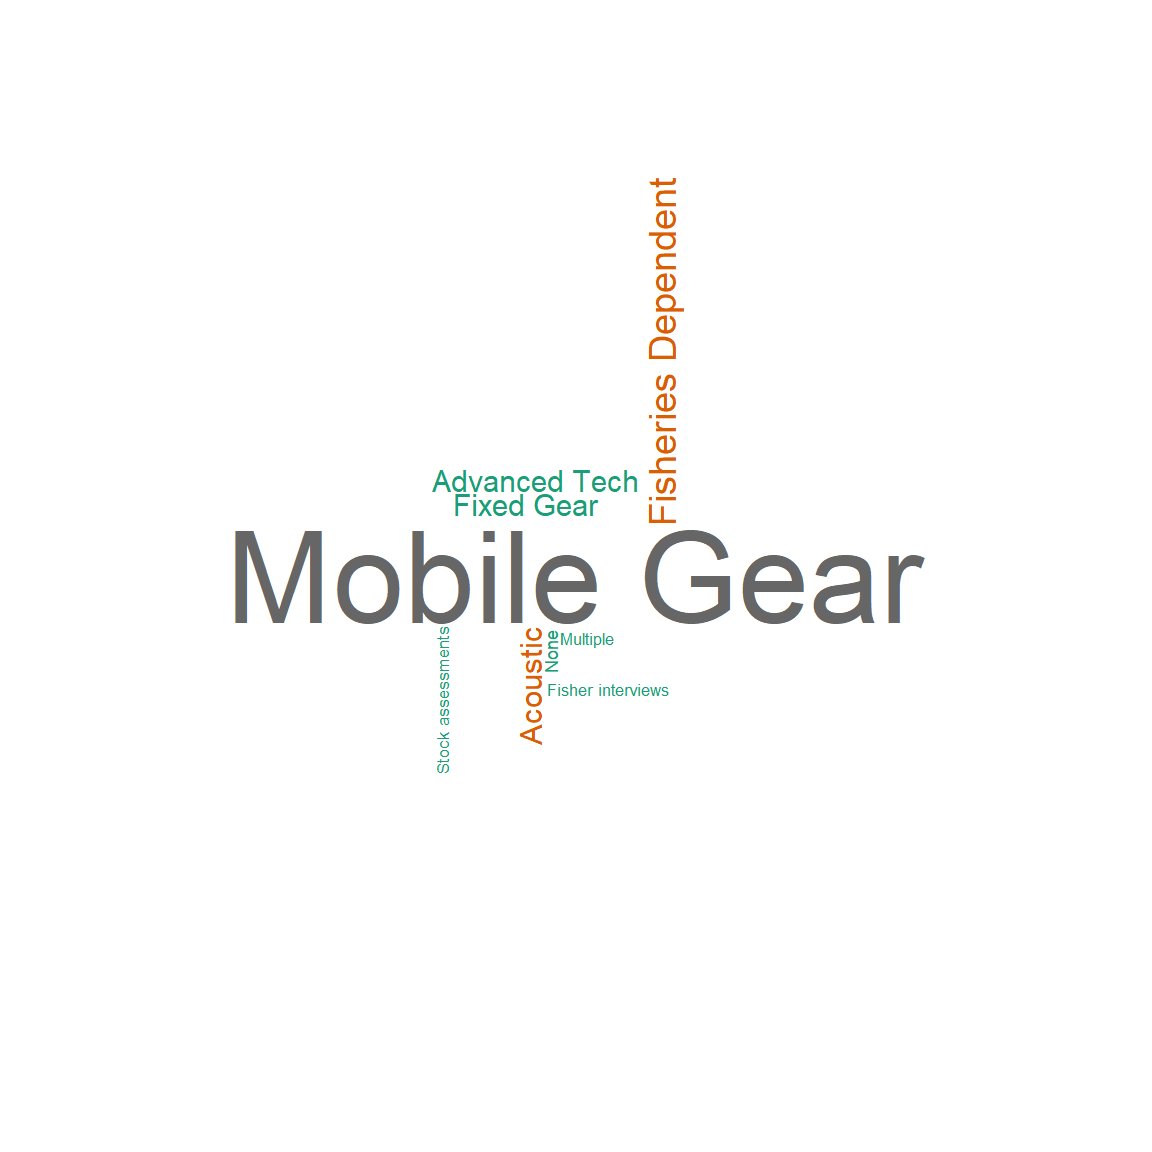 Fisheries Dependent
Advanced Tech
Fixed Gear
Mobile Gear
Stock assessments
Acoustic
None
Multiple
Fisher interviews